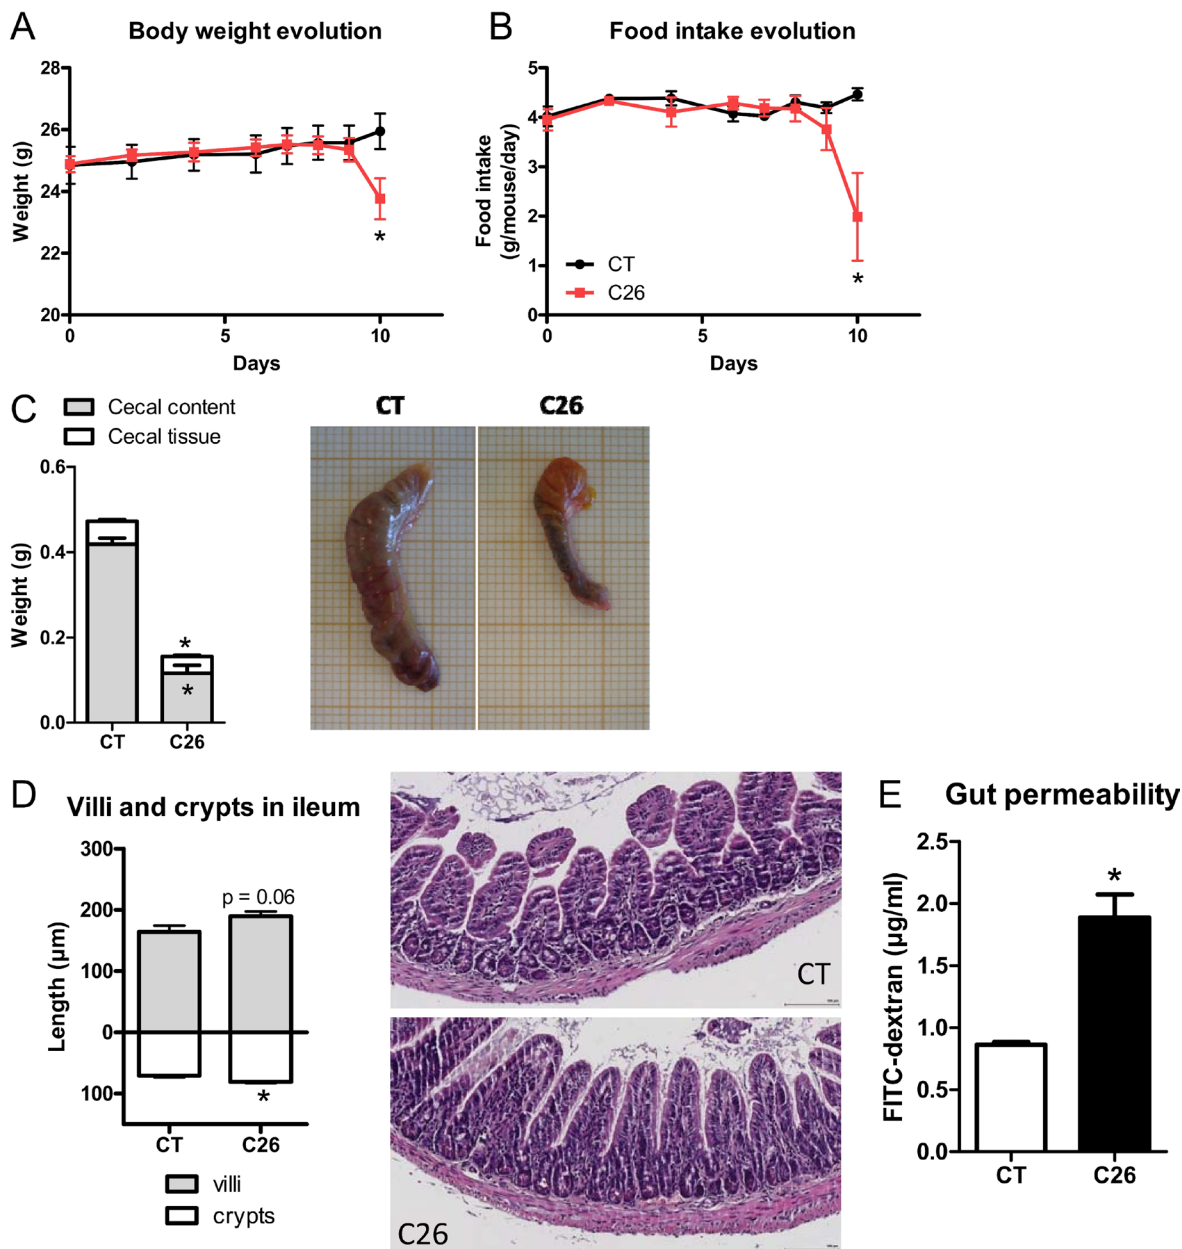 A
Body weight evolution
28
26
24
22
20
Weight (g)
0
5
10
Days
*
B
Food intake evolution
5
4
3
2
1
0
Food intake
(g/mouse/day)
CT
C26
*
0
5
10
Days
C
Cecal content
Cecal tissue
0.6
0.4
0.2
0.0
Weight (g)
*
*
CT
C26
CT
C26
D
Villi and crypts in ileum
300
200
100
0
100
Length (µm)
p = 0.06
*
CT
C26
villi
crypts
CT
C26
E
Gut permeability
2.5
2.0
1.5
1.0
0.5
0.0
FITC-dextran (µg/ml)
*
CT
C26